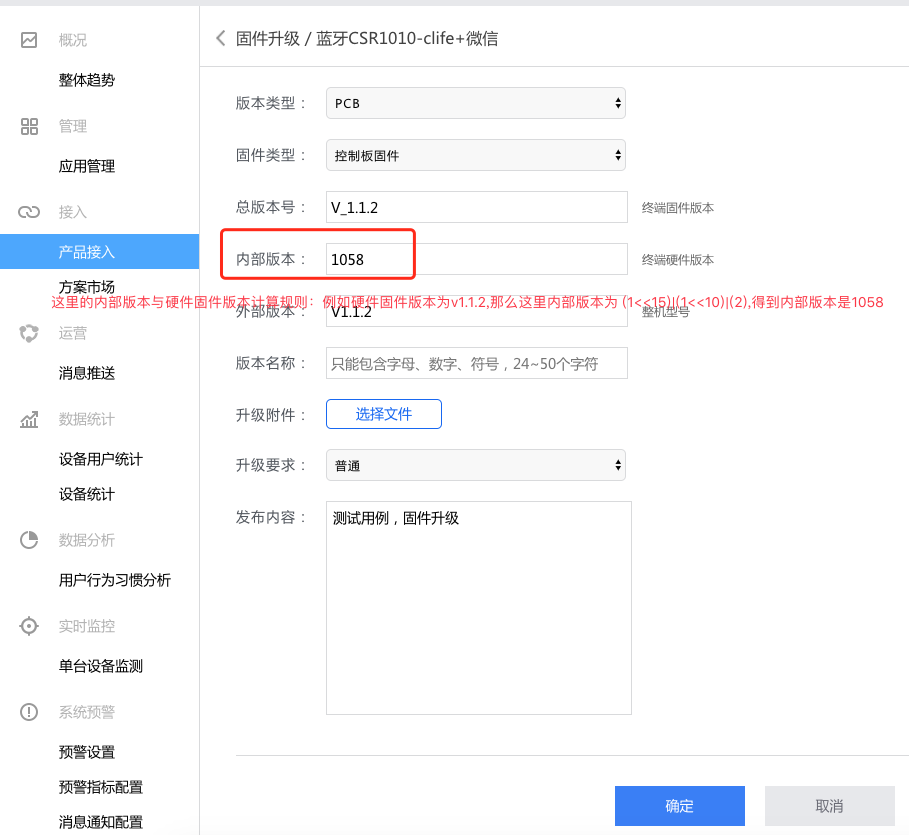 概况
整体趋势
管理
应用管理
接入
产品接入
方案市场
运营
消息推送
数据统计
设备用户统计
设备统计
数据分析
用户行为习惯分析
实时监控
单台设备监测
系统预警
预警设置
预警指标配置
消息通知配置
固件升级 / 蓝牙CSR1010-clife+微信
版本类型： PCB
固件类型： 控制板固件
总版本号： V_1.1.2 终端固件版本
内部版本： 1058 终端硬件版本
这里的内部版本与硬件固件版本计算规则：例如硬件固件版本为v1.1.2,那么这里内部版本为 (1<<15)|(1<<10)|(2),得到内部版本是1058
外部版本： V1.1.2 整机型号
版本名称： 只能包含字母、数字、符号，24~50个字符
升级附件： 选择文件
升级要求： 普通
发布内容： 测试用例，固件升级
确定 取消